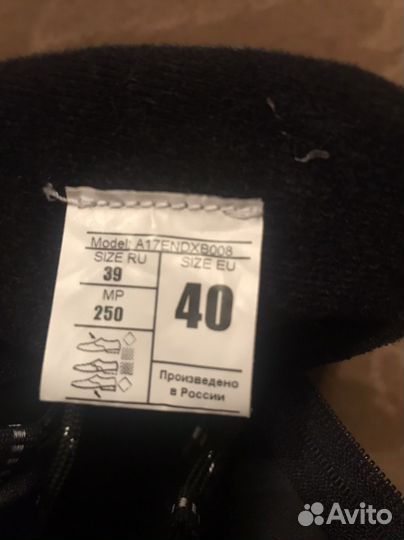 Model: A17ENDXB008
SIZE RU
39
MP
250
SIZE EU
40
Произведено
в России
Avito